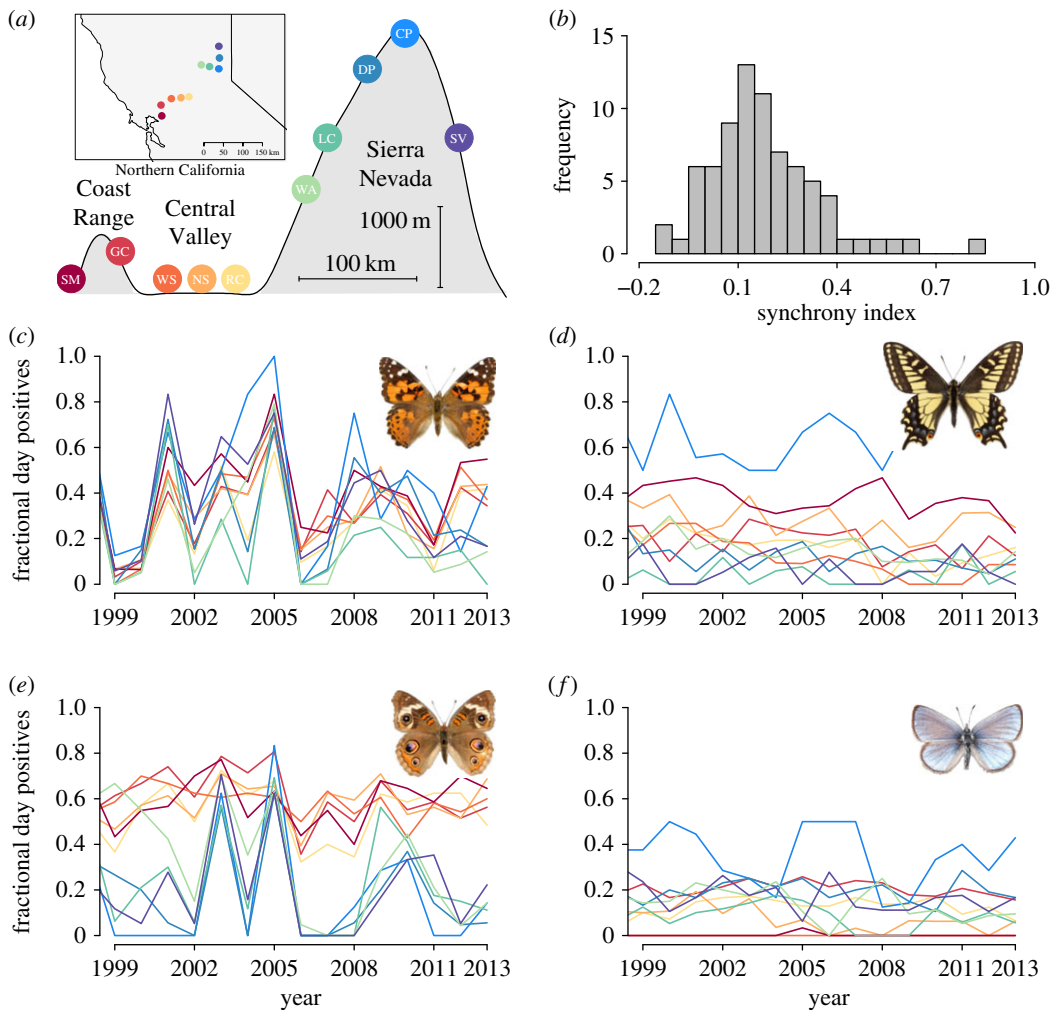 (a)
CP
DP
LC
SV
WA
Sierra
Nevada
1000 m
100 km
0 50 100 150 km
Northern California
Coast
Range
Central
Valley
GC
SM
WS
NS
RC
(b)
15
10
5
0
frequency
−0.2 0.1 0.4 0.7 1.0
synchrony index
(c)
1.0
0.8
0.6
0.4
0.2
0
fractional day positives
1999 2002 2005 2008 2011 2013
(d)
1.0
0.8
0.6
0.4
0.2
0
1999 2002 2005 2008 2011 2013
(e)
1.0
0.8
0.6
0.4
0.2
0
fractional day positives
1999 2002 2005 2008 2011 2013
year
(f)
1.0
0.8
0.6
0.4
0.2
0
1999 2002 2005 2008 2011 2013
year